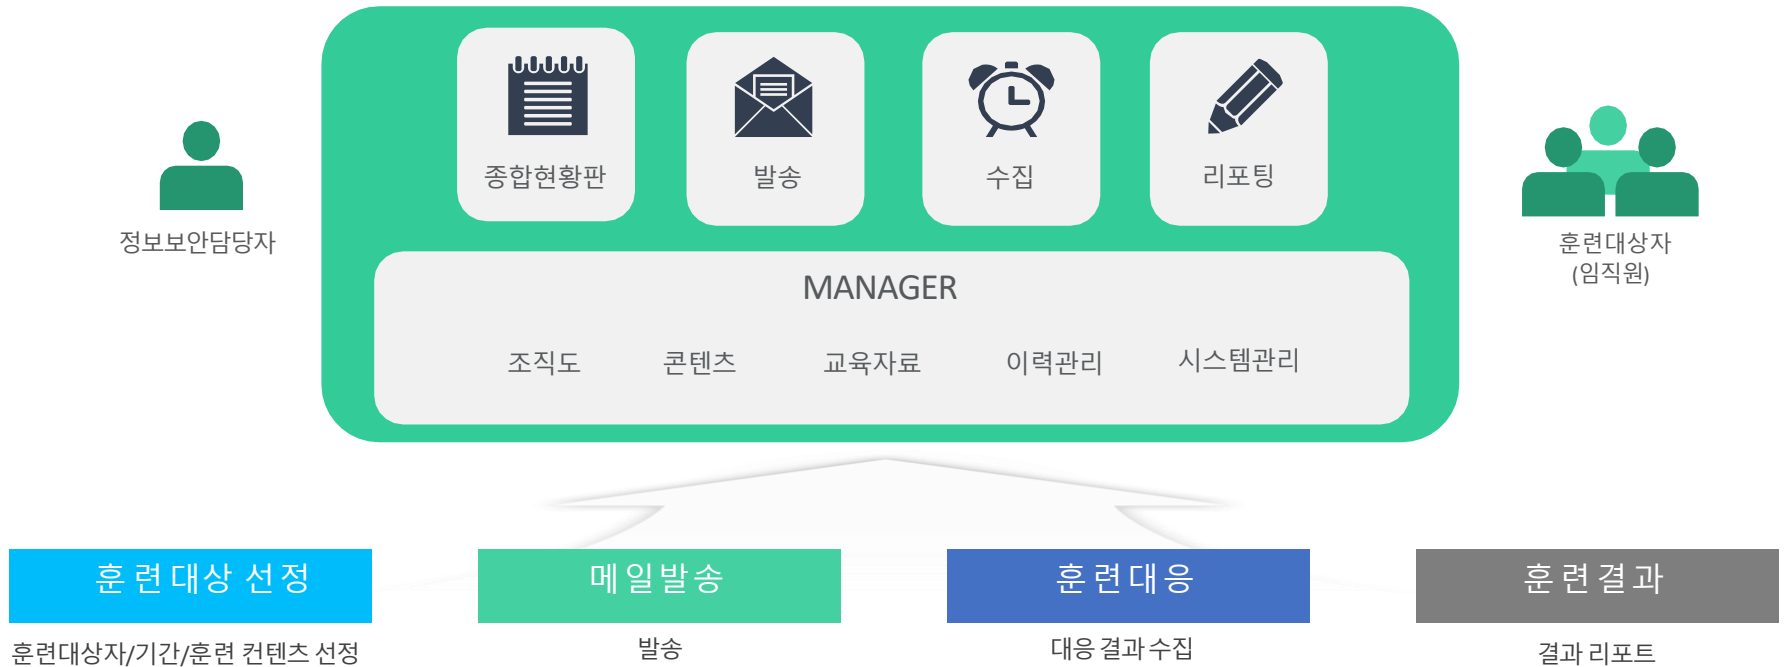 종합현황판
발송
수집
리포팅
정보보안담당자
훈련대상자
(임직원)
MANAGER
조직도
콘텐츠
교육자료
이력관리
시스템관리
훈련대상 선정
메일발송
훈련대응
훈련결과
훈련대상자/기간/훈련 컨텐츠 선정
발송
대응 결과 수집
결과 리포트